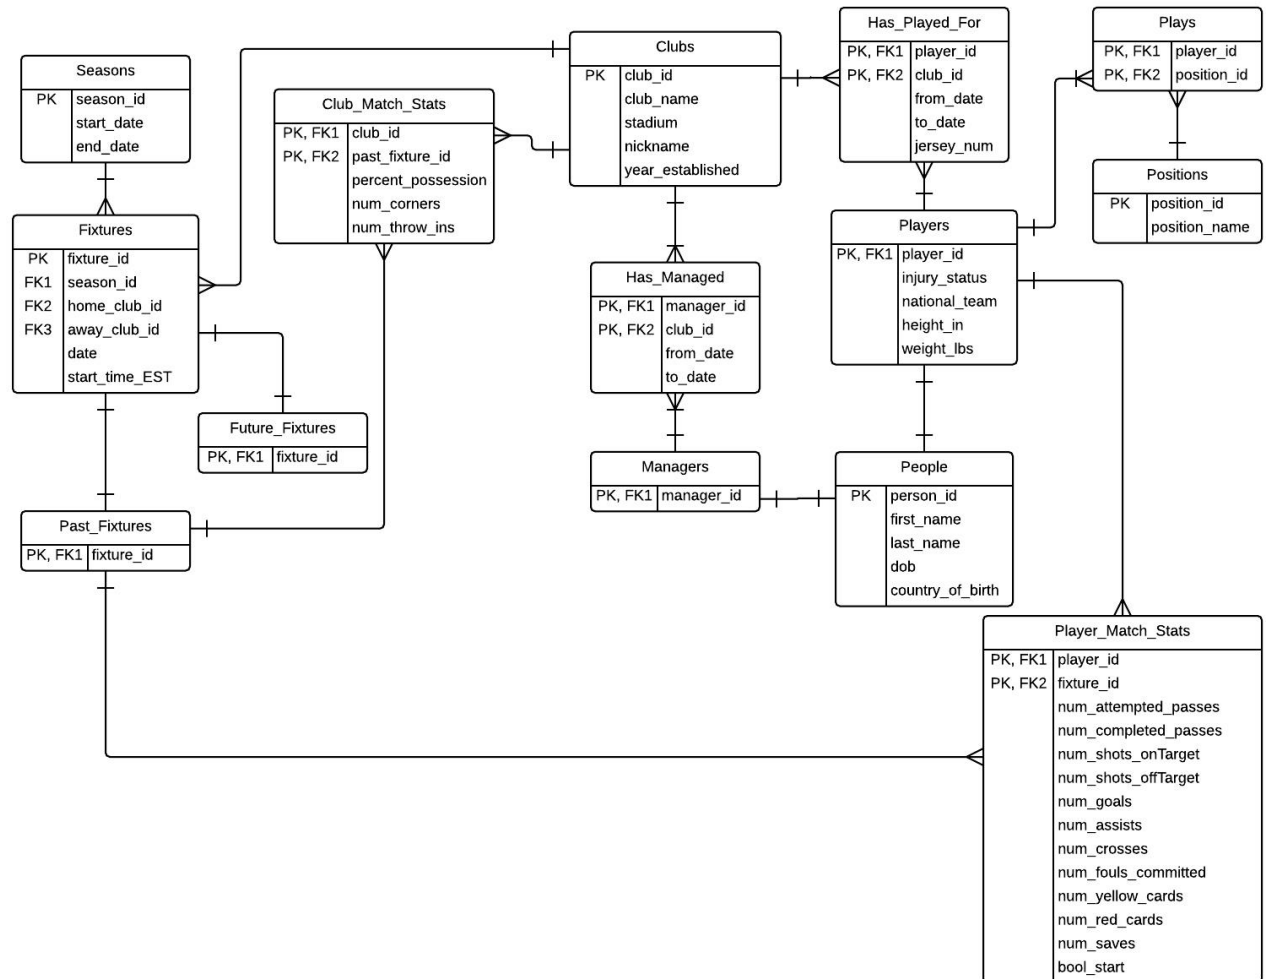 Seasons
PK season_id
start_date
end_date
Club_Match_Stats
PK, FK1 club_id
PK, FK2 past_fixture_id
percent_possession
num_corners
num_throw_ins
Clubs
PK club_id
club_name
stadium
nickname
year_established
Has_Played_For
PK, FK1 player_id
PK, FK2 club_id
from_date
to_date
jersey_num
Plays
PK, FK1 player_id
PK, FK2 position_id
Positions
PK position_id
position_name
Fixtures
PK fixture_id
FK1 season_id
FK2 home_club_id
FK3 away_club_id
date
start_time_EST
Has_Managed
PK, FK1 manager_id
PK, FK2 club_id
from_date
to_date
Players
PK, FK1 player_id
injury_status
national_team
height_in
weight_lbs
Future_Fixtures
PK, FK1 fixture_id
Managers
PK, FK1 manager_id
People
PK person_id
first_name
last_name
dob
country_of_birth
Past_Fixtures
PK, FK1 fixture_id
Player_Match_Stats
PK, FK1 player_id
PK, FK2 fixture_id
num_attempted_passes
num_completed_passes
num_shots_onTarget
num_shots_offTarget
num_goals
num_assists
num_crosses
num_fouls_committed
num_yellow_cards
num_red_cards
num_saves
bool_start